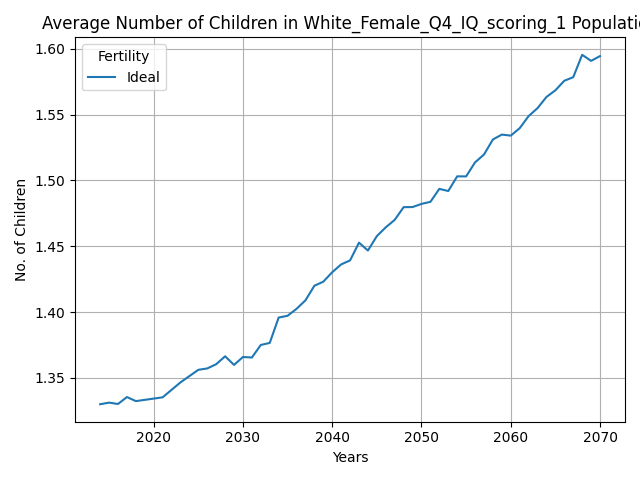 Average Number of Children in White_Female_Q4_IQ_scoring_1 Populatio
Fertility
Ideal
No. of Children
1.60
1.55
1.50
1.45
1.40
1.35
2020 2030 2040 2050 2060 2070
Years